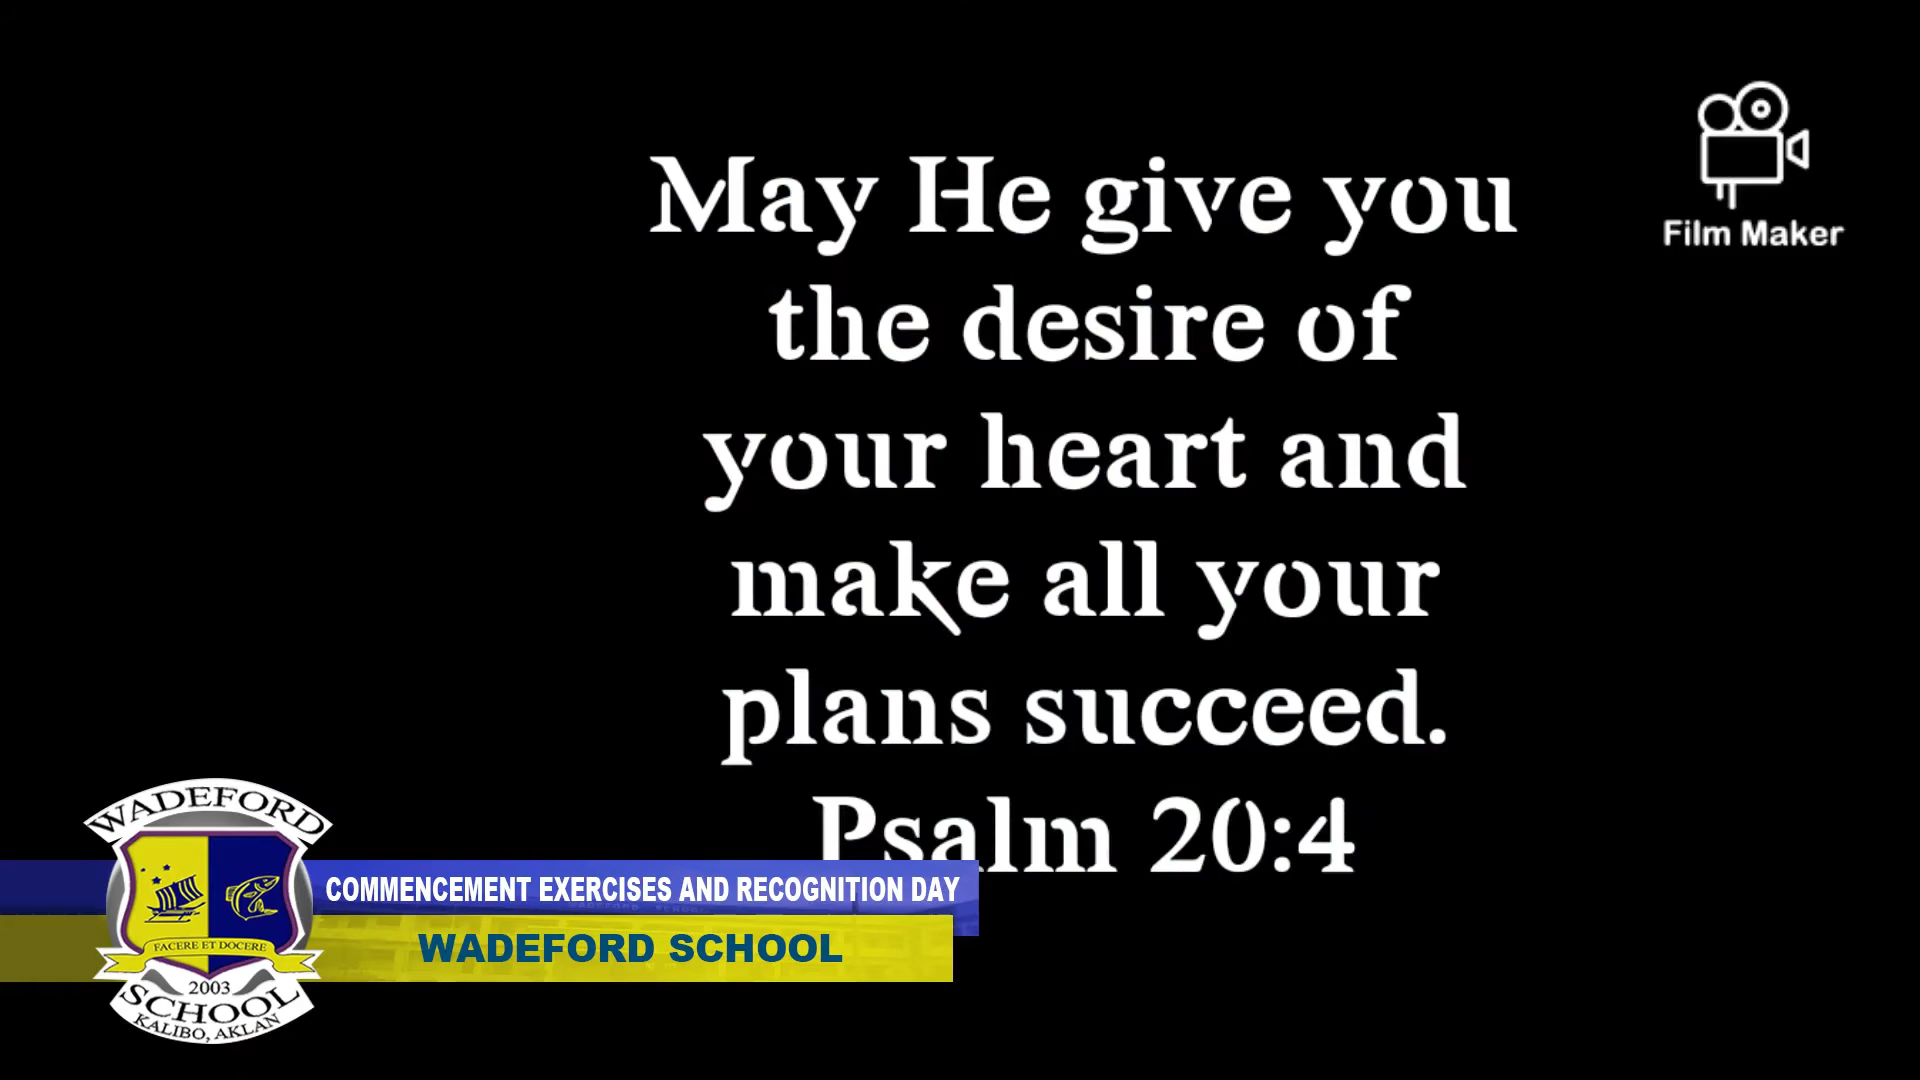 May He give you
the desire of
your heart and
make all your
plans succeed.
Psalm 20:4
Film Maker
COMMENCEMENT EXERCISES AND RECOGNITION DAY
WADEFORD SCHOOL
WADEFORD
FACERE ET DOCERE
2003
SCHOOL
KALIBO, AKLAN